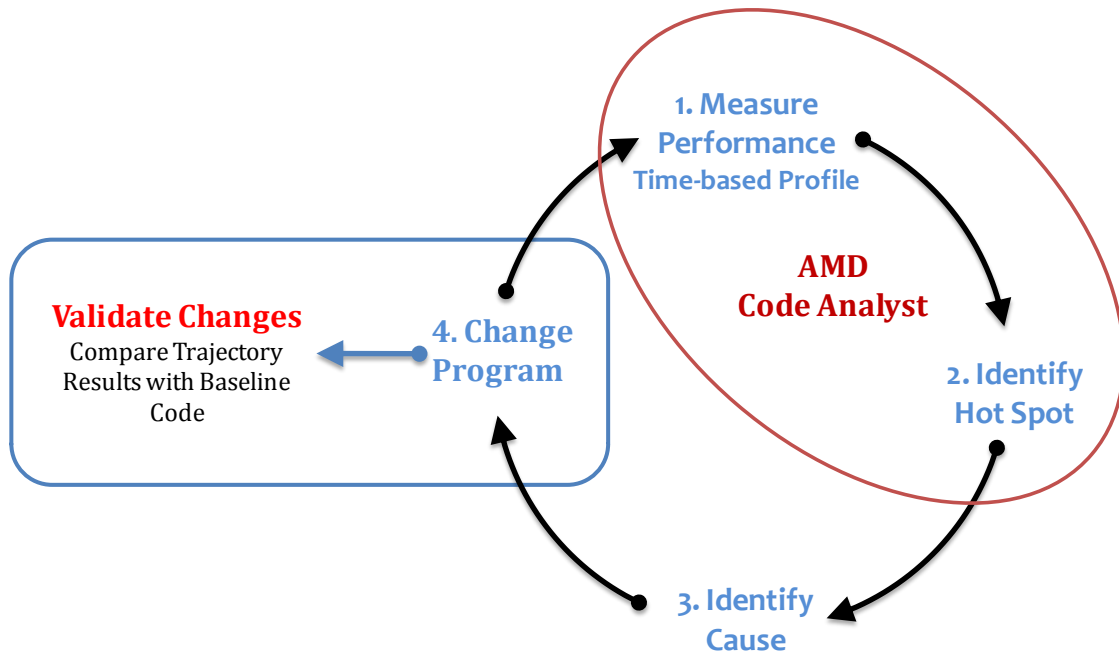 1. Measure
Performance
Time-based Profile
AMD
Code Analyst
Validate Changes
Compare Trajectory
Results with Baseline
Code
4. Change
Program
2. Identify
Hot Spot
3. Identify
Cause